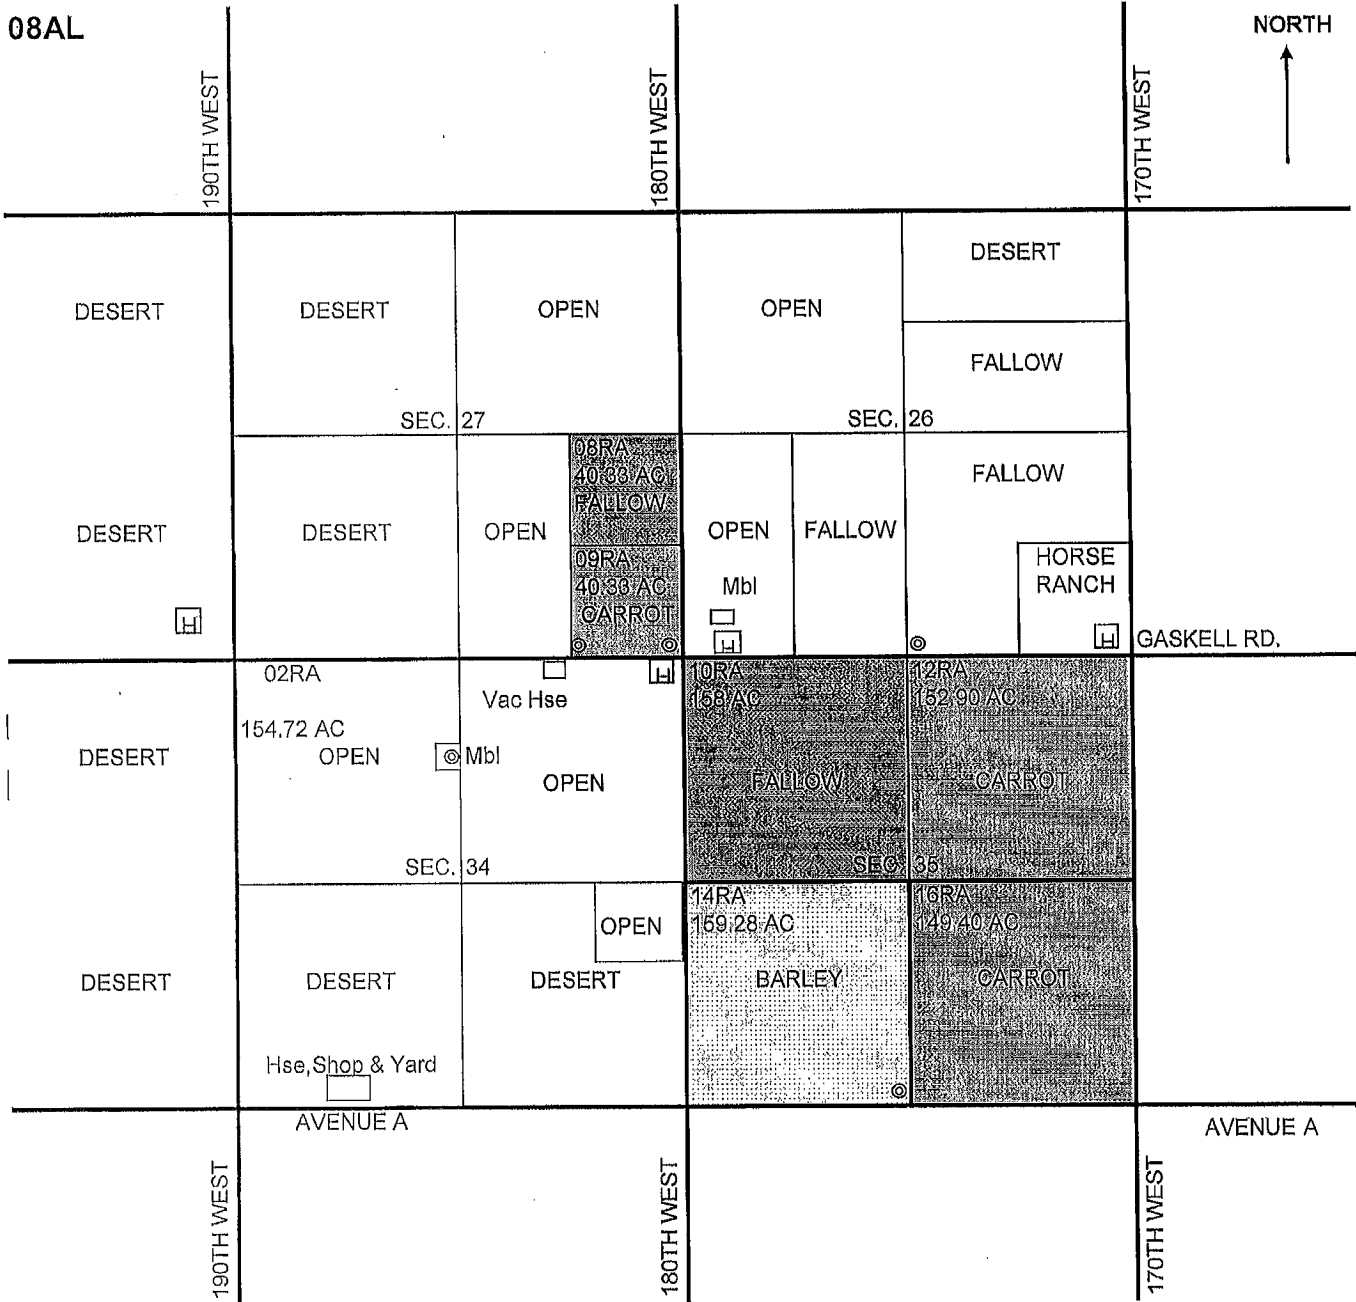 08AL
NORTH
190TH WEST
180TH WEST
170TH WEST
DESERT
DESERT
OPEN
OPEN
DESERT
FALLOW
SEC. 27
SEC. 26
DESERT
DESERT
OPEN
08RA
40.33 AC
FALLOW
09RA
40.33 AC
CARROT
OPEN
FALLOW
FALLOW
Mbl
HORSE
RANCH
H
H
H
GASKELL RD.
02RA
154.72 AC
DESERT
OPEN
Mbl
Vac Hse
H
OPEN
SEC. 34
10RA
158 AC
FALLOW
12RA
152.90 AC
CARROT
SEC. 35
DESERT
DESERT
Hse,Shop & Yard
OPEN
DESERT
14RA
159.28 AC
BARLEY
16RA
149.40 AC
CARROT
AVENUE A
AVENUE A
190TH WEST
180TH WEST
170TH WEST